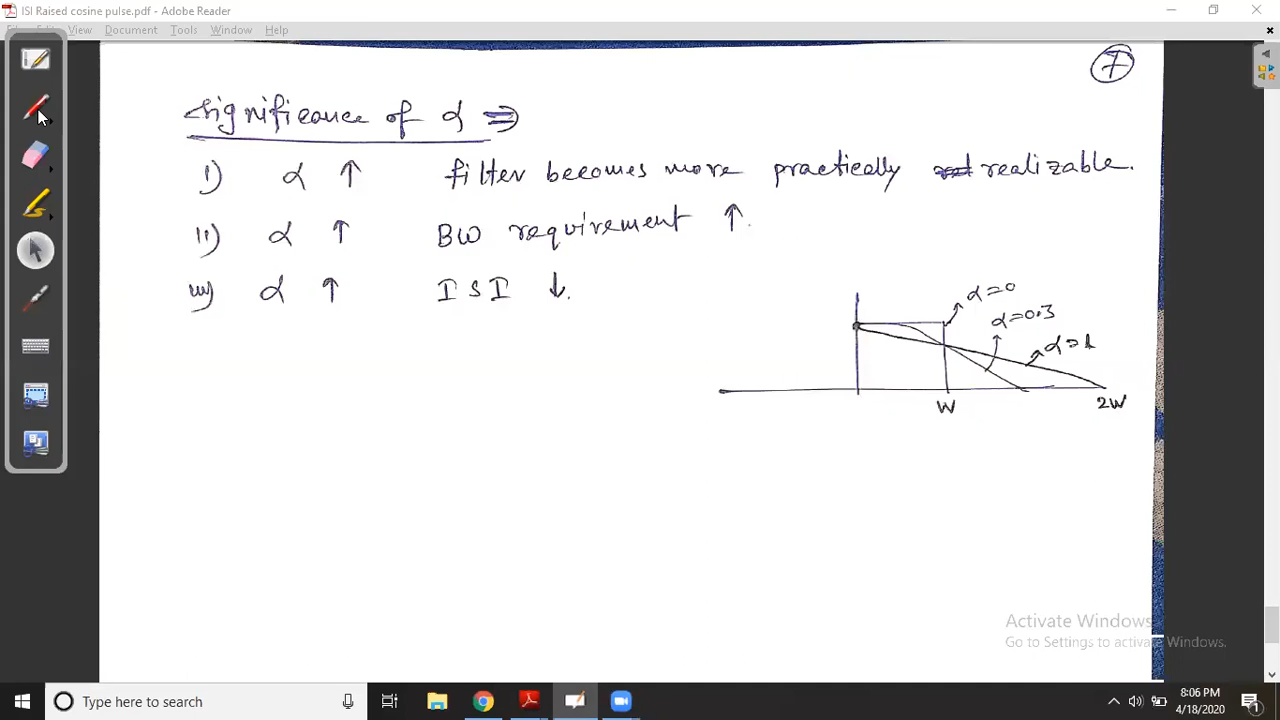 ISI Raised cosine pulse.pdf - Adobe Reader
File Edit View Document Tools Window Help
7
Significance of α ⇒
i) α ↑ filter becomes more practically realizable.
ii) α ↑ BW requirement ↑.
iii) α ↑ ISI ↓.
α=0
α=0.3
α=1
W
2W
Activate Windows
Go to Settings to activate Windows.
Type here to search
8:06 PM
4/18/2020
1